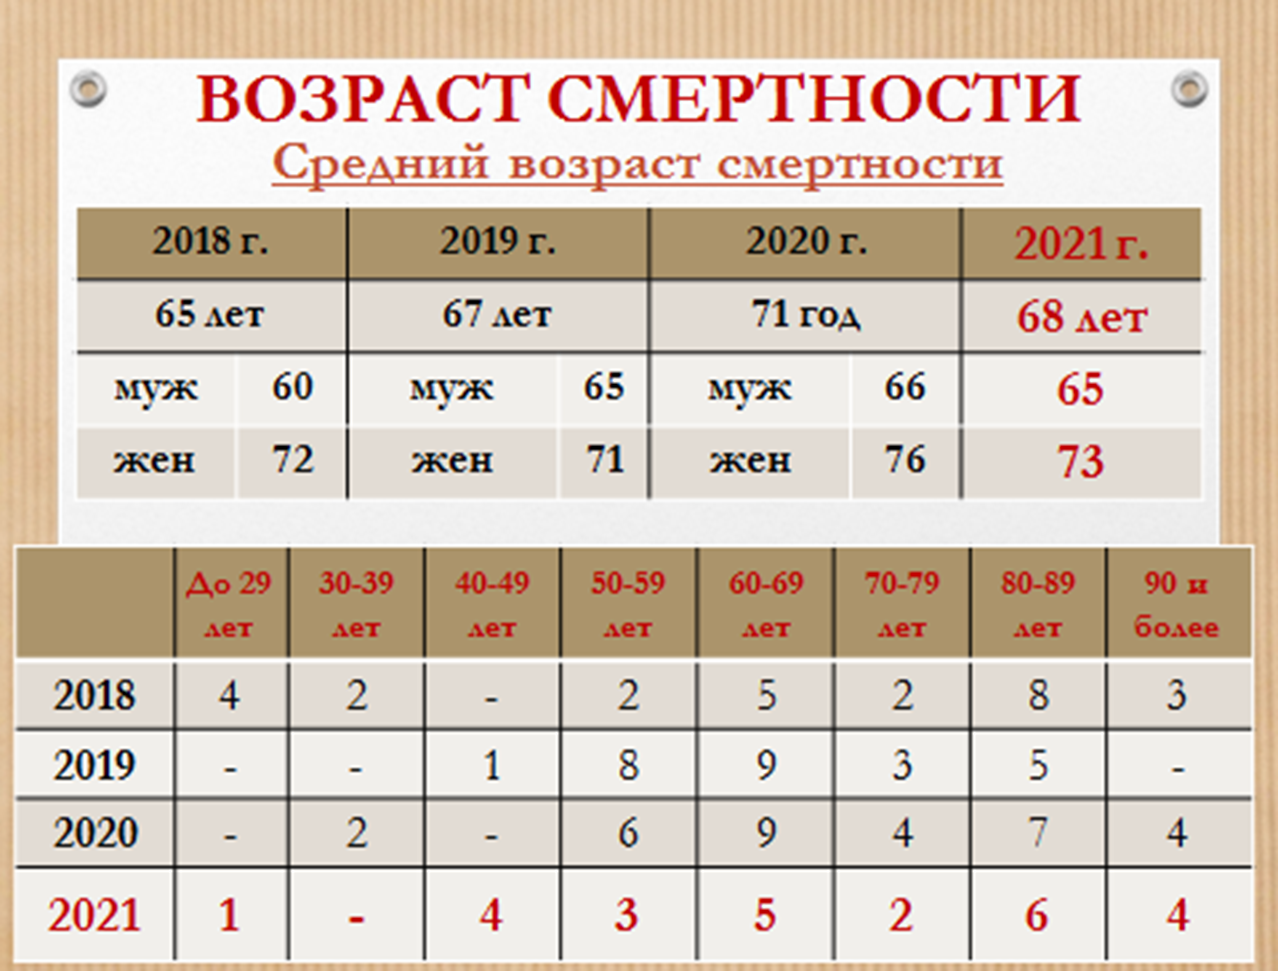 ВОЗРАСТ СМЕРТНОСТИ
Средний возраст смертности
2018 г. 2019 г. 2020 г. 2021 г.
65 лет 67 лет 71 год 68 лет
муж 60 муж 65 муж 66 65
жен 72 жен 71 жен 76 73
До 29 30-39 40-49 50-59 60-69 70-79 80-89 90 и
лет лет лет лет лет лет лет более
2018 4 2 - 2 5 2 8 3
2019 - - 1 8 9 3 5 -
2020 - 2 - 6 9 4 7 4
2021 1 - 4 3 5 2 6 4